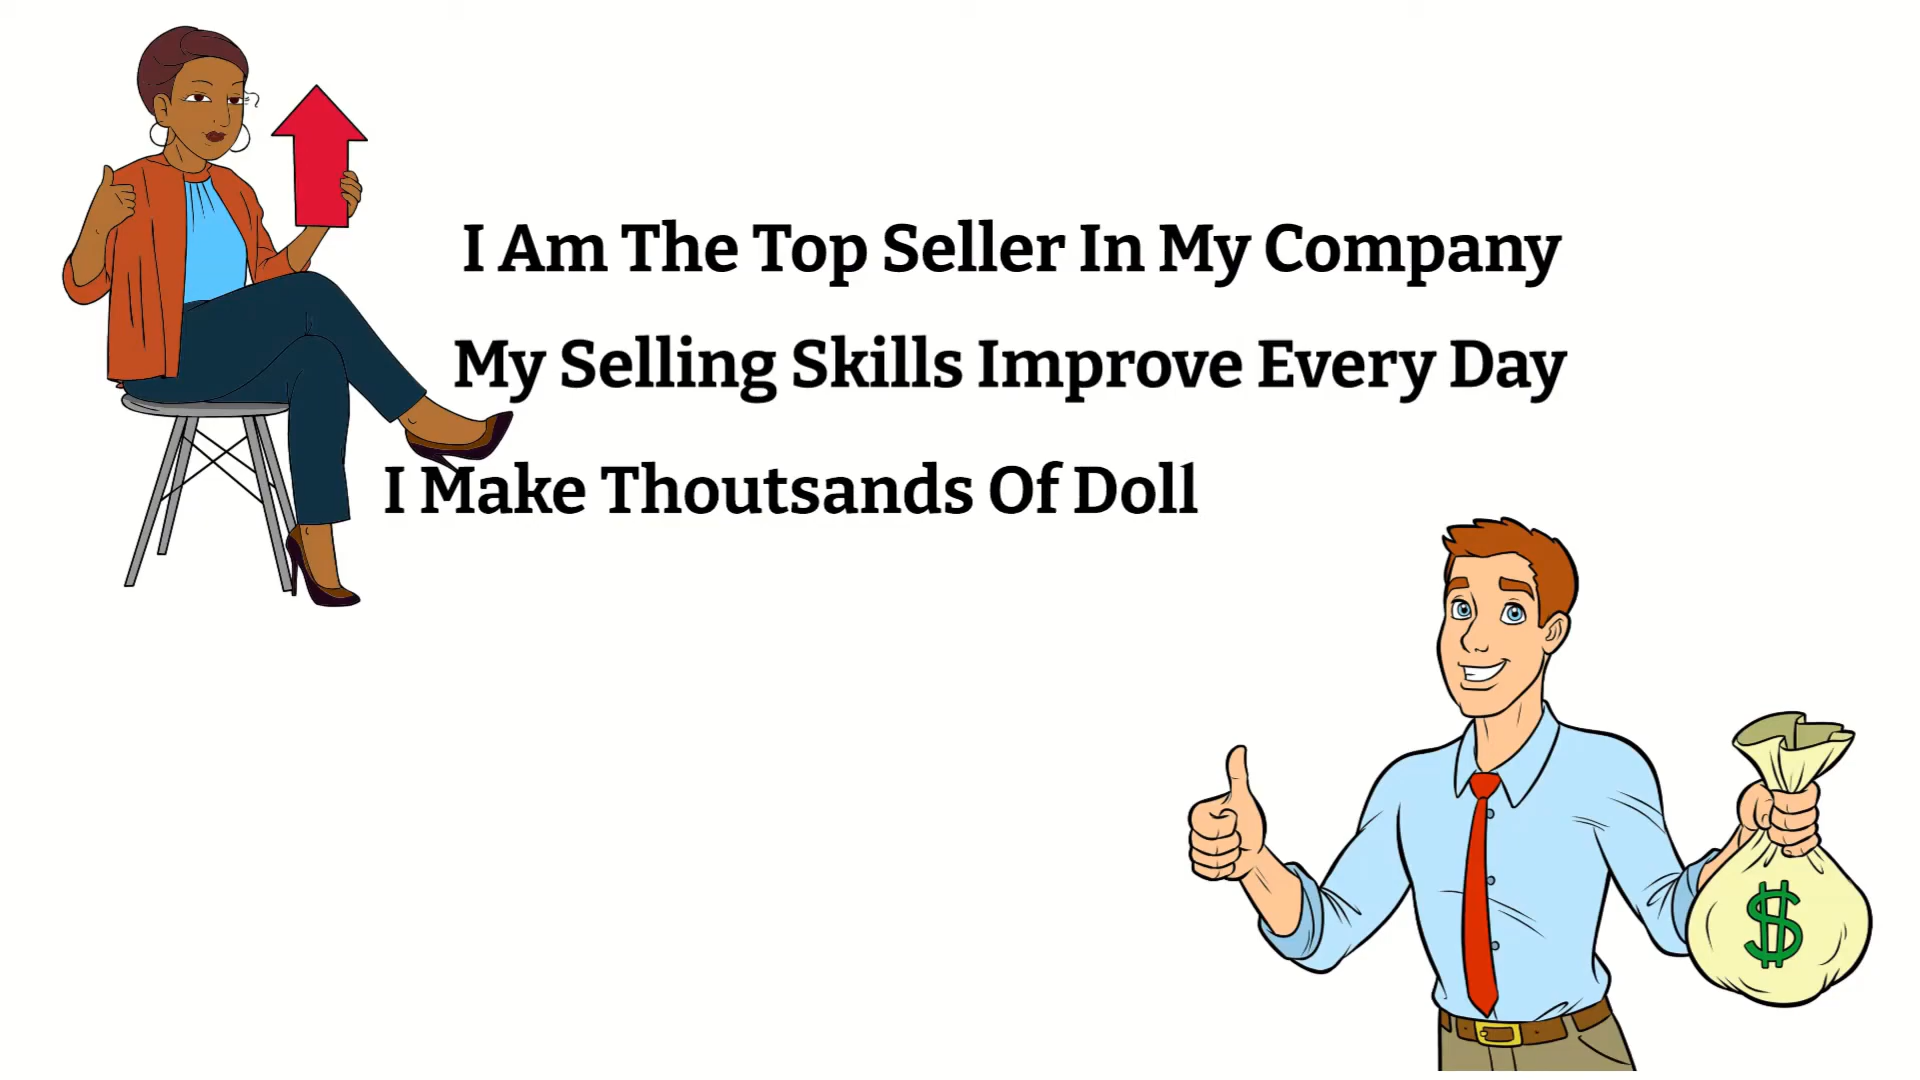 I Am The Top Seller In My Company
My Selling Skills Improve Every Day
I Make Thoutsands Of Doll
$